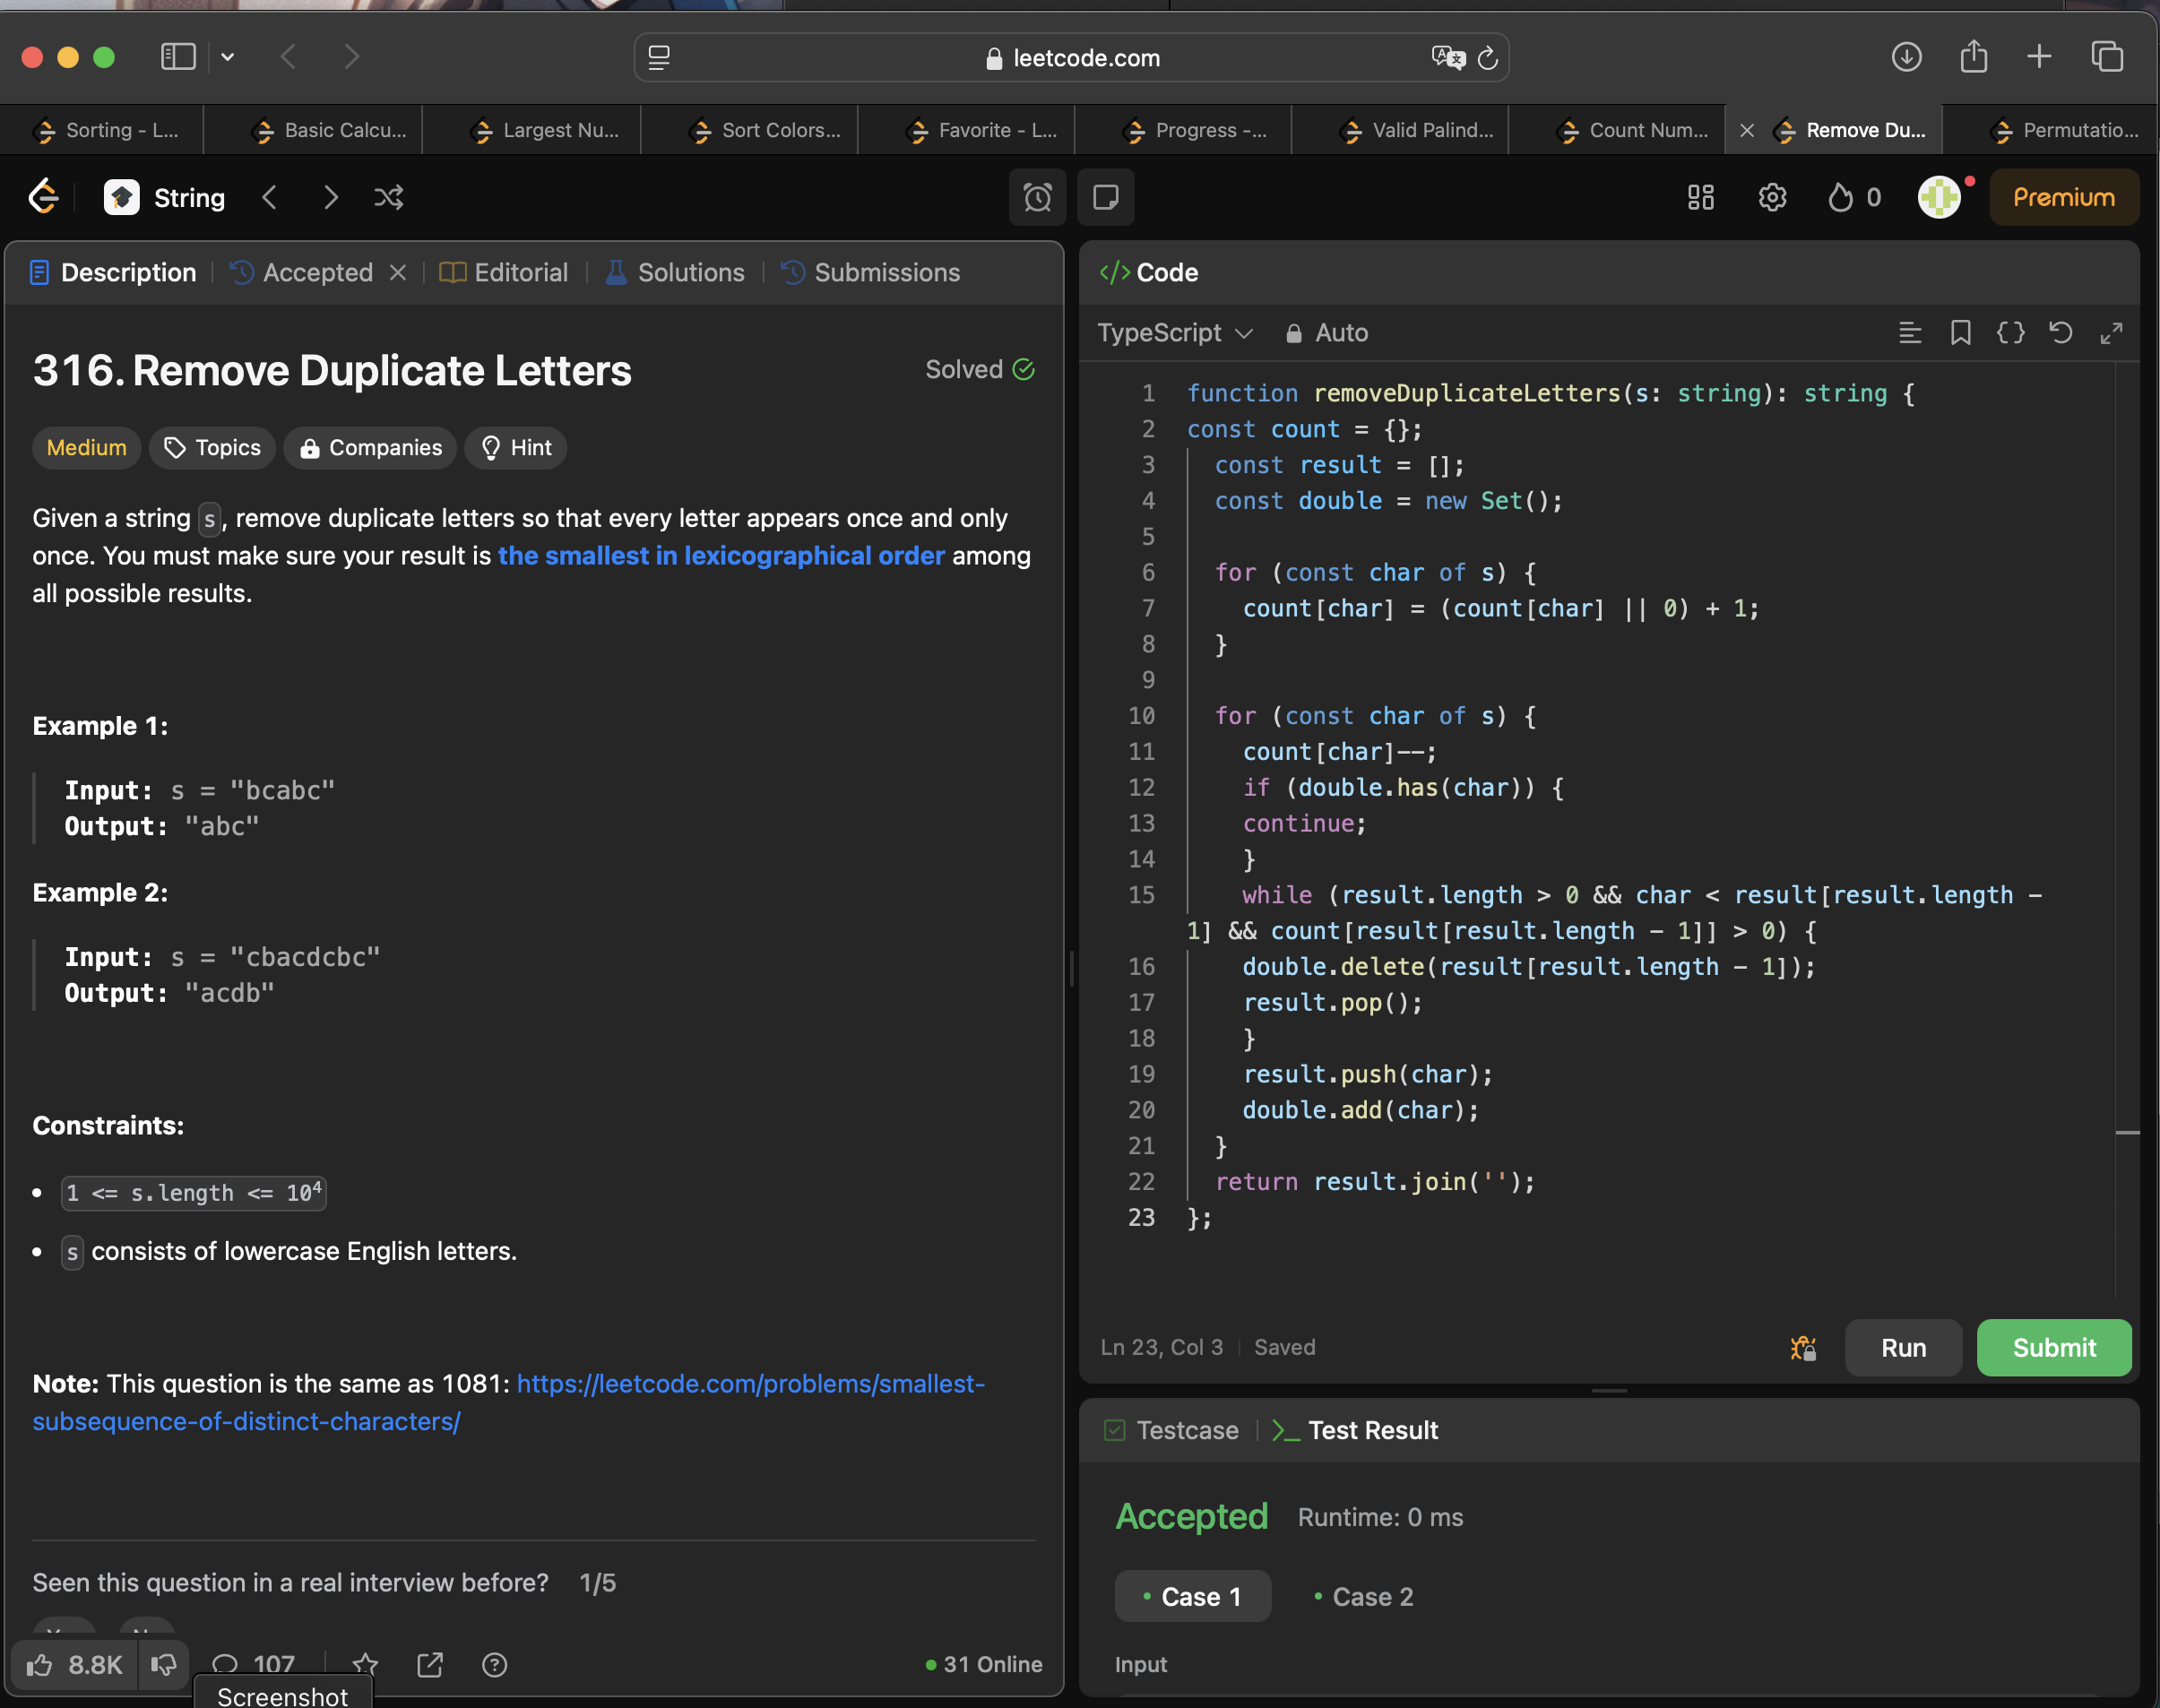 leetcode.com
Sorting - L...
Basic Calcu...
Largest Nu...
Sort Colors...
Favorite - L...
Progress -...
Valid Palind...
Count Num...
Remove Du...
Permutatio...
String
0
Premium
Description
Accepted
Editorial
Solutions
Submissions
316. Remove Duplicate Letters
Solved
Medium
Topics
Companies
Hint
Given a string s, remove duplicate letters so that every letter appears once and only
once. You must make sure your result is the smallest in lexicographical order among
all possible results.
Example 1:
Input: s = "bcabc"
Output: "abc"
Example 2:
Input: s = "cbacdcbc"
Output: "acdb"
Constraints:
• 1 <= s.length <= 10⁴
• s consists of lowercase English letters.
Note: This question is the same as 1081: https://leetcode.com/problems/smallest-
subsequence-of-distinct-characters/
Seen this question in a real interview before? 1/5
8.8K
107
31 Online
Screenshot
Code
TypeScript
Auto
1 function removeDuplicateLetters(s: string): string {
2 const count = {};
3 const result = [];
4 const double = new Set();
5
6 for (const char of s) {
7 count[char] = (count[char] || 0) + 1;
8 }
9
10 for (const char of s) {
11 count[char]--;
12 if (double.has(char)) {
13 continue;
14 }
15 while (result.length > 0 && char < result[result.length -
1] && count[result[result.length - 1]] > 0) {
16 double.delete(result[result.length - 1]);
17 result.pop();
18 }
19 result.push(char);
20 double.add(char);
21 }
22 return result.join('');
23 };
Ln 23, Col 3
Saved
Run
Submit
Testcase
Test Result
Accepted
Runtime: 0 ms
• Case 1
• Case 2
Input